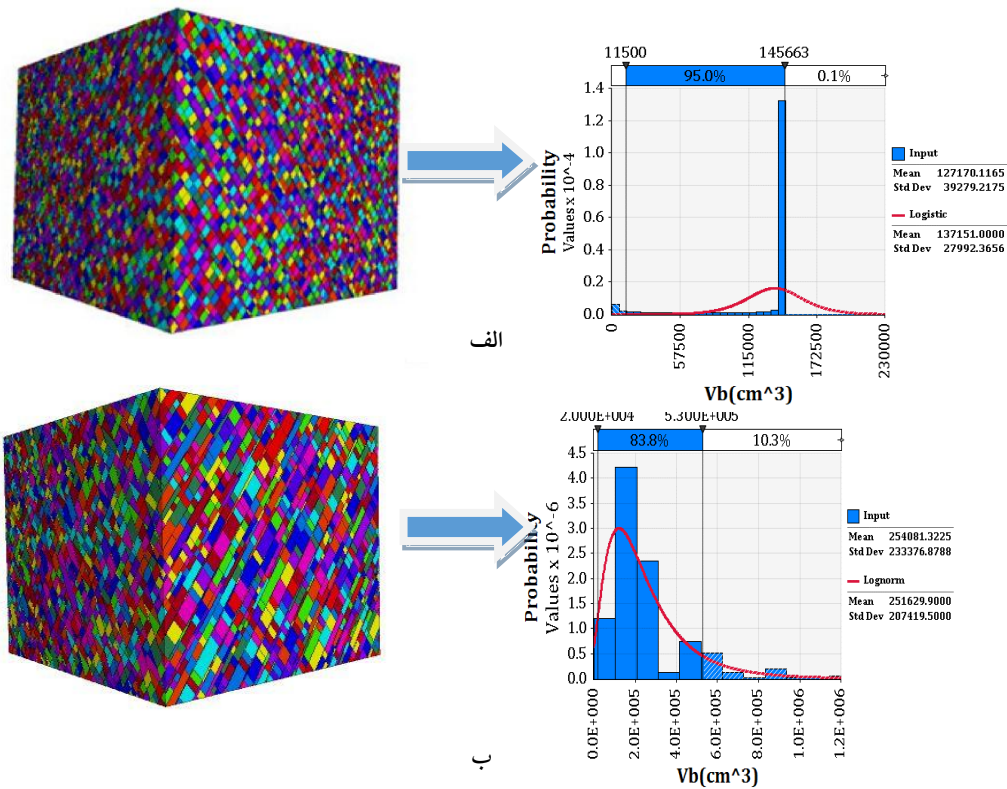 11500 145663
95.0% 0.1%
1.4
1.2
1.0
0.8
0.6
0.4
0.2
0.0
Probability
Values x 10^-4
0
57500
115000
172500
230000
Vb(cm^3)
Input
Mean 127170.1165
Std Dev 39279.2175
Logistic
Mean 137151.0000
Std Dev 27992.3656
الف
2.000E+004 5.300E+005
83.8% 10.3%
4.5
4.0
3.5
3.0
2.5
2.0
1.5
1.0
0.5
0.0
Probability
Values x 10^-6
0.0E+000
2.0E+005
4.0E+005
6.0E+005
8.0E+005
1.0E+006
1.2E+006
Vb(cm^3)
Input
Mean 254081.3225
Std Dev 233376.8788
Lognorm
Mean 251629.9000
Std Dev 207419.5000
ب